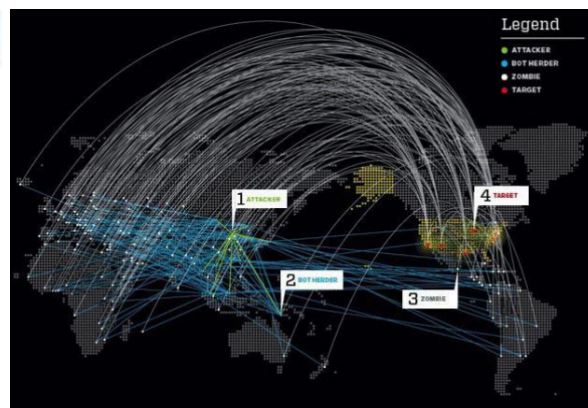 Legend
ATTACKER
BOT HERDER
ZOMBIE
TARGET
1 ATTACKER
4 TARGET
2 BOT HERDER
3 ZOMBIE